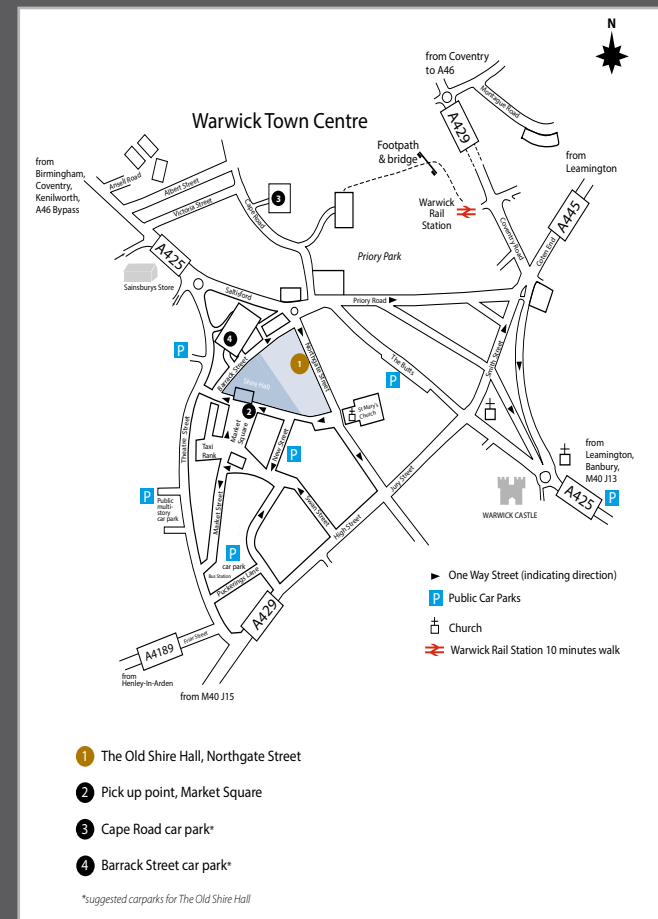 N
from Coventry
to A46
Warwick Town Centre
A429
Montague Road
Footpath
& bridge
from
Birmingham,
Coventry,
Kenilworth,
A46 Bypass
from
Leamington
Ansell Road
Albert Street
Victoria Street
3
Cape Road
Warwick
Rail
Station
A445
Coventry Road
Coten End
A425
Priory Park
Sainsburys Store
Saltisford
Priory Road
4
P
Barrack Street
Shire Hall
1
Northgate Street
The Butts
P
Smith Street
2
St Mary's
Church
Theatre Street
Market
Square
Taxi
Rank
New Street
P
from
Leamington,
Banbury,
M40 J13
Jury Street
WARWICK CASTLE
A425
P
P
Public
multi-
story
car park
Market Street
Swan Street
High Street
P
car park
Bus Station
Puckerings Lane
One Way Street (indicating direction)
P Public Car Parks
Church
Warwick Rail Station 10 minutes walk
A429
Friar Street
A4189
from
Henley-In-Arden
from M40 J15
1 The Old Shire Hall, Northgate Street
2 Pick up point, Market Square
3 Cape Road car park*
4 Barrack Street car park*
*suggested carparks for The Old Shire Hall